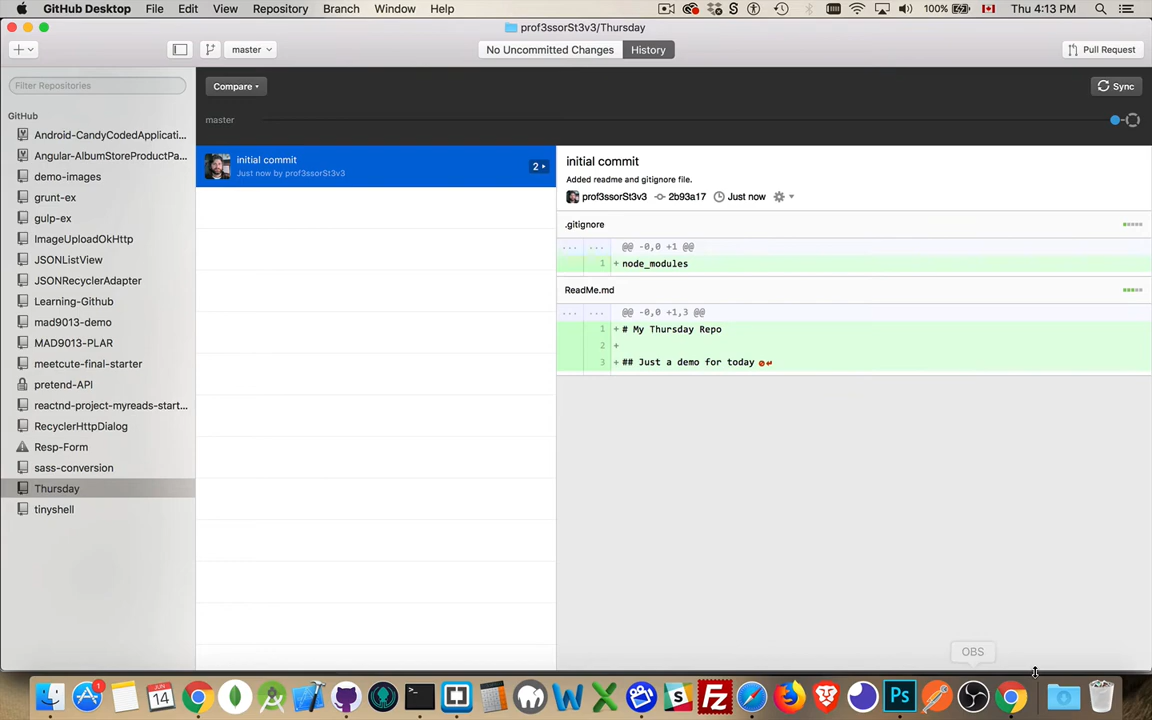 GitHub Desktop File Edit View Repository Branch Window Help 100% Thu 4:13 PM
prof3ssorSt3v3/Thursday
master No Uncommitted Changes History Pull Request
Filter Repositories
Compare Sync
master
GitHub
Android-CandyCodedApplicati...
Angular-AlbumStoreProductPa...
demo-images
grunt-ex
gulp-ex
ImageUploadOkHttp
JSONListView
JSONRecyclerAdapter
Learning-Github
mad9013-demo
MAD9013-PLAR
meetcute-final-starter
pretend-API
reactnd-project-myreads-start...
RecyclerHttpDialog
Resp-Form
sass-conversion
Thursday
tinyshell
initial commit
Just now by prof3ssorSt3v3
2
initial commit
Added readme and gitignore file.
prof3ssorSt3v3 2b93a17 Just now
.gitignore
... ... @@ -0,0 +1 @@
1 + node_modules
ReadMe.md
... ... @@ -0,0 +1,3 @@
1 + # My Thursday Repo
2 +
3 + ## Just a demo for today
OBS
JUN
14
1
Ps